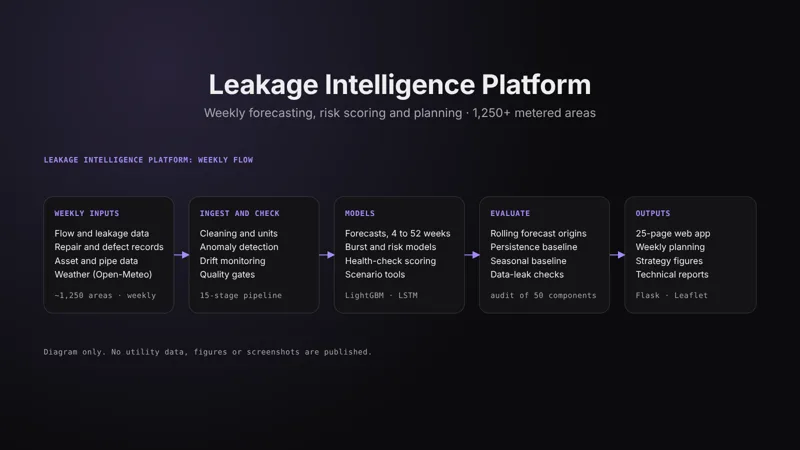 Leakage Intelligence Platform
Weekly forecasting, risk scoring and planning · 1,250+ metered areas
LEAKAGE INTELLIGENCE PLATFORM: WEEKLY FLOW
WEEKLY INPUTS
Flow and leakage data
Repair and defect records
Asset and pipe data
Weather (Open-Meteo)
~1,250 areas · weekly
INGEST AND CHECK
Cleaning and units
Anomaly detection
Drift monitoring
Quality gates
15-stage pipeline
MODELS
Forecasts, 4 to 52 weeks
Burst and risk models
Health-check scoring
Scenario tools
LightGBM · LSTM
EVALUATE
Rolling forecast origins
Persistence baseline
Seasonal baseline
Data-leak checks
audit of 50 components
OUTPUTS
25-page web app
Weekly planning
Strategy figures
Technical reports
Flask · Leaflet
Diagram only. No utility data, figures or screenshots are published.